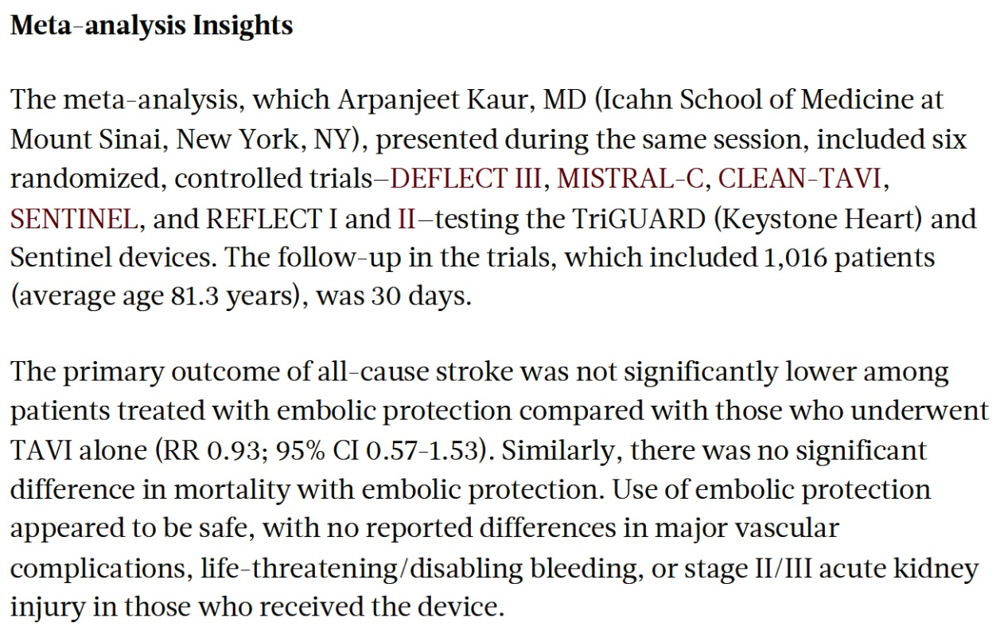 Meta-analysis Insights
The meta-analysis, which Arpanjeet Kaur, MD (Icahn School of Medicine at
Mount Sinai, New York, NY), presented during the same session, included six
randomized, controlled trials—DEFLECT III, MISTRAL-C, CLEAN-TAVI,
SENTINEL, and REFLECT I and II—testing the TriGUARD (Keystone Heart) and
Sentinel devices. The follow-up in the trials, which included 1,016 patients
(average age 81.3 years), was 30 days.
The primary outcome of all-cause stroke was not significantly lower among
patients treated with embolic protection compared with those who underwent
TAVI alone (RR 0.93; 95% CI 0.57-1.53). Similarly, there was no significant
difference in mortality with embolic protection. Use of embolic protection
appeared to be safe, with no reported differences in major vascular
complications, life-threatening/disabling bleeding, or stage II/III acute kidney
injury in those who received the device.